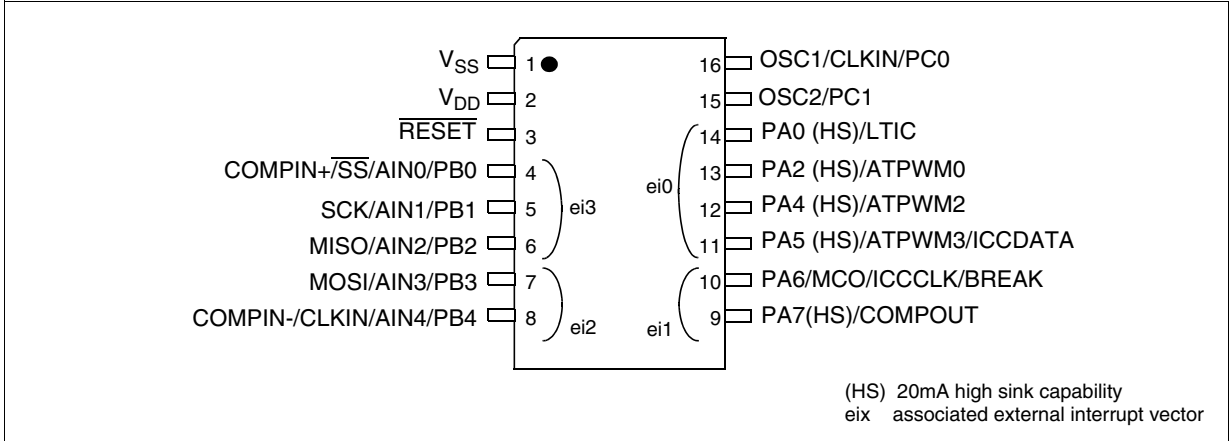 V_SS 1 16 OSC1/CLKIN/PC0
V_DD 2 15 OSC2/PC1
RESET 3 14 PA0 (HS)/LTIC
COMPIN+/SS/AIN0/PB0 4 13 PA2 (HS)/ATPWM0
ei3 ei0
SCK/AIN1/PB1 5 12 PA4 (HS)/ATPWM2
MISO/AIN2/PB2 6 11 PA5 (HS)/ATPWM3/ICCDATA
MOSI/AIN3/PB3 7 10 PA6/MCO/ICCCLK/BREAK
COMPIN-/CLKIN/AIN4/PB4 8 9 PA7(HS)/COMPOUT
ei2 ei1
(HS) 20mA high sink capability
eix associated external interrupt vector